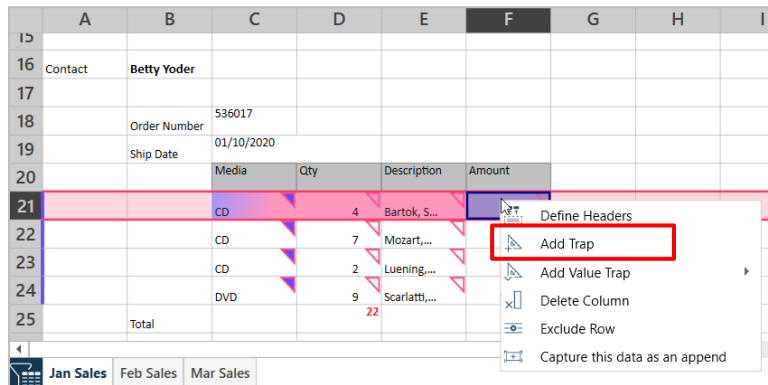 A B C D E F G H I
15
16 Contact Betty Yoder
17
18 Order Number 536017
19 Ship Date 01/10/2020
20 Media Qty Description Amount
21 CD 4 Bartok, S...
Define Headers
22 CD 7 Mozart,...
Add Trap
23 CD 2 Luening,...
Add Value Trap
24 DVD 9 Scarlatti,...
Delete Column
25 Total 22
Exclude Row
Capture this data as an append
Jan Sales Feb Sales Mar Sales